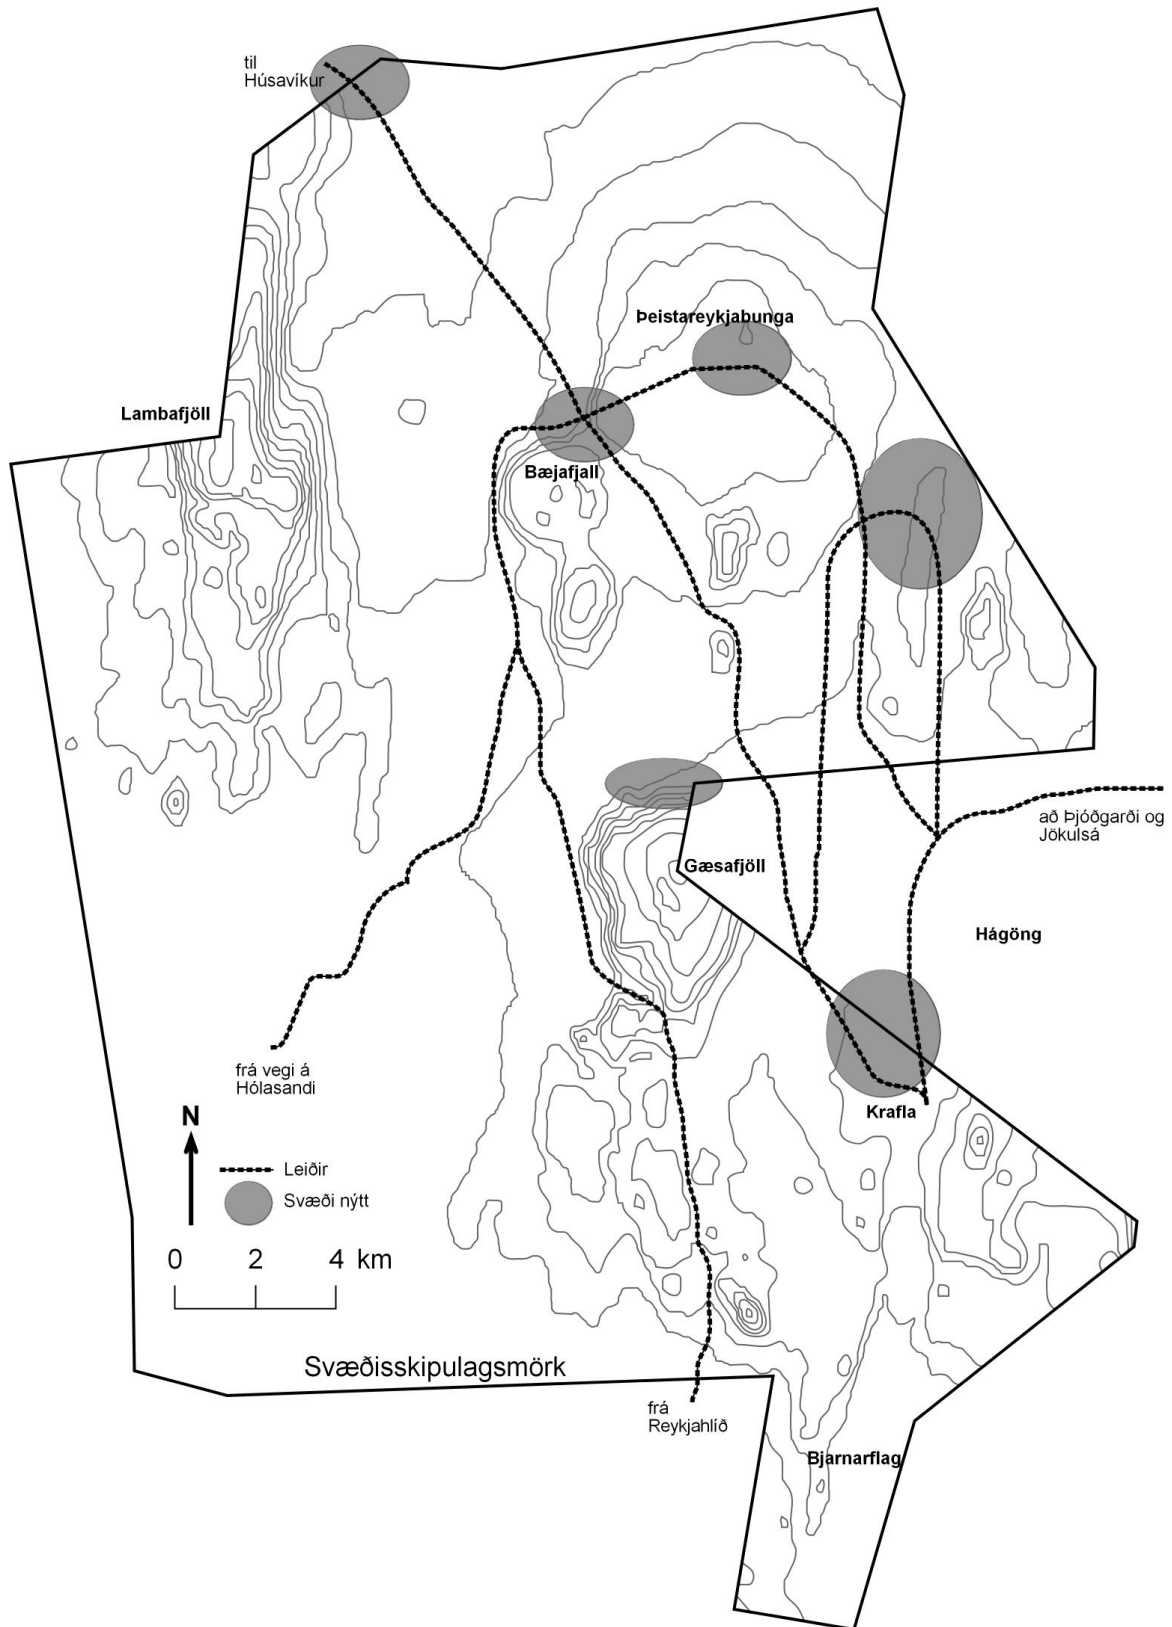 til
Húsavíkur
Þeistareykjabunga
Lambafjöll
Bæjafjall
að Þjóðgarði og
Jökulsá
Gæsafjöll
Hágöng
frá vegi á
Hólasandi
Krafla
N
Leiðir
Svæði nýtt
0 2 4 km
Svæðisskipulagsmörk
frá
Reykjahlíð
Bjarnarflag